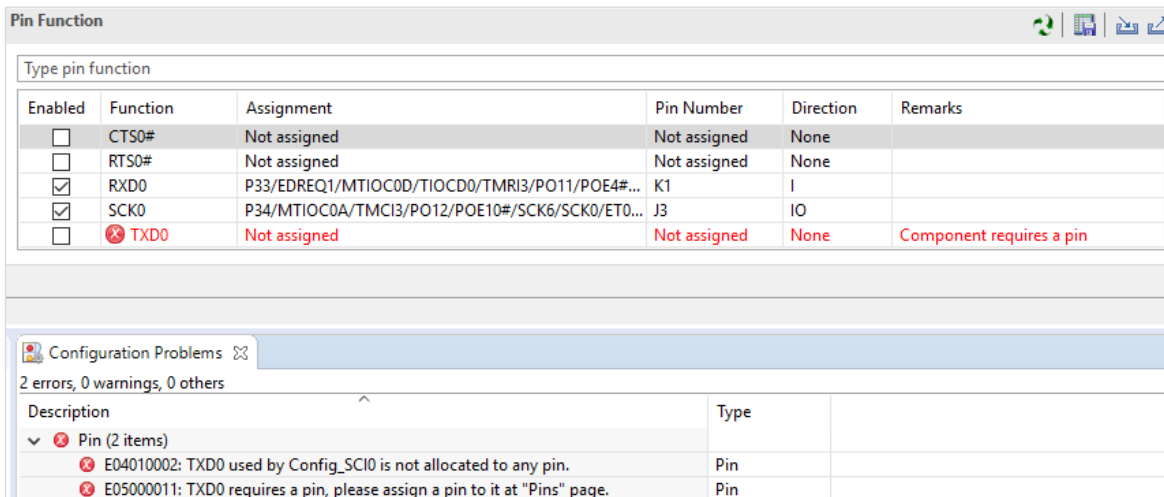 Pin Function
Type pin function
Enabled Function Assignment Pin Number Direction Remarks
CTS0# Not assigned Not assigned None
RTS0# Not assigned Not assigned None
RXD0 P33/EDREQ1/MTIOC0D/TIOCD0/TMRI3/PO11/POE4#... K1 I
SCK0 P34/MTIOC0A/TMCI3/PO12/POE10#/SCK6/SCK0/ET0... J3 IO
TXD0 Not assigned Not assigned None Component requires a pin
Configuration Problems
2 errors, 0 warnings, 0 others
Description Type
Pin (2 items)
E04010002: TXD0 used by Config_SCI0 is not allocated to any pin. Pin
E05000011: TXD0 requires a pin, please assign a pin to it at "Pins" page. Pin